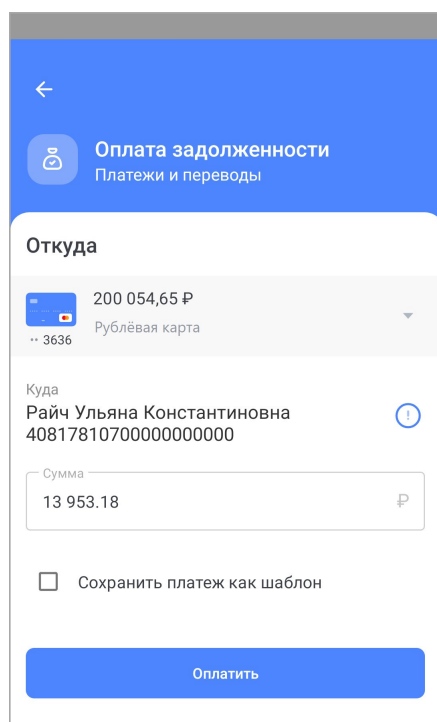 Оплата задолженности
Платежи и переводы
Откуда
200 054,65 ₽
Рублёвая карта
·· 3636
Куда
Райч Ульяна Константиновна
40817810700000000000
Сумма
13 953.18 ₽
Сохранить платеж как шаблон
Оплатить